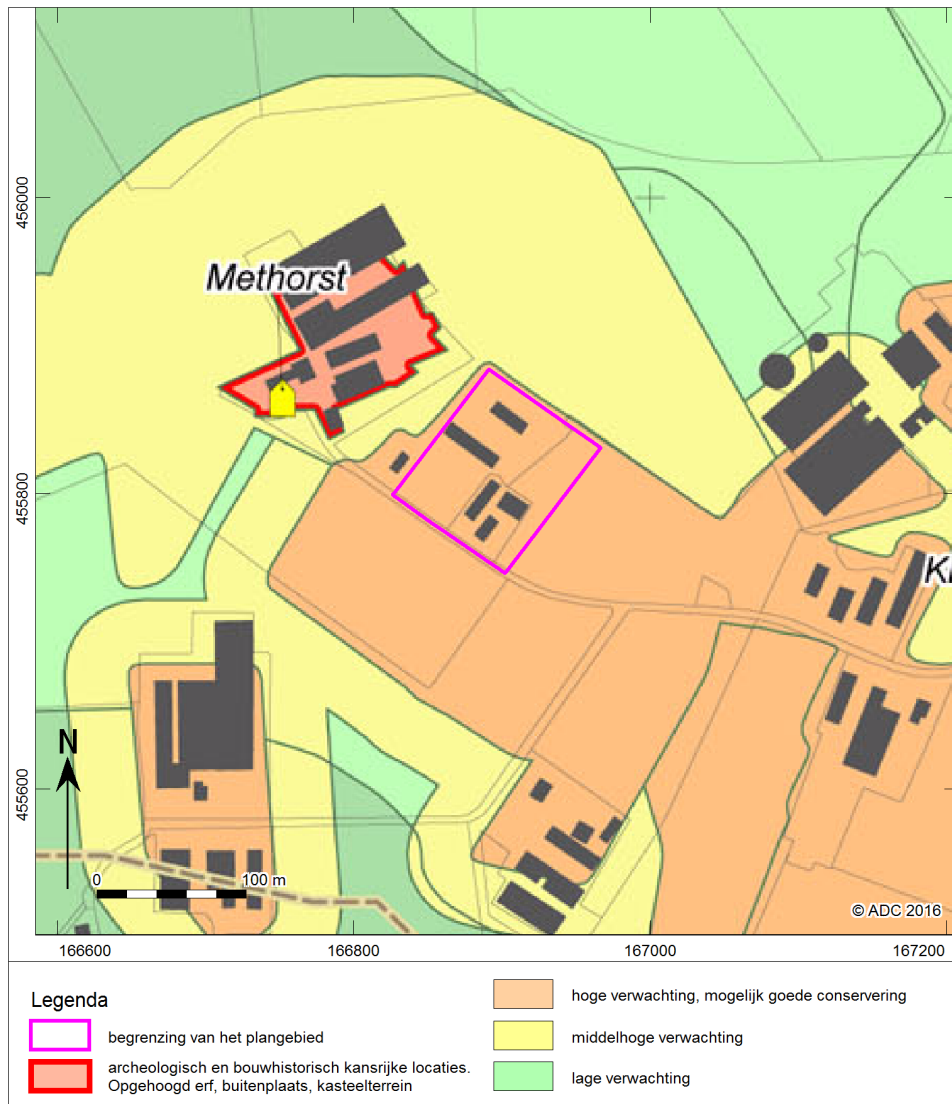 Methorst
456000
455800
455600
N
0 100 m
© ADC 2016
166600 166800 167000 167200
Legenda
begrenzing van het plangebied
archeologisch en bouwhistorisch kansrijke locaties.
Opgehoogd erf, buitenplaats, kasteelterrein
hoge verwachting, mogelijk goede conservering
middelhoge verwachting
lage verwachting